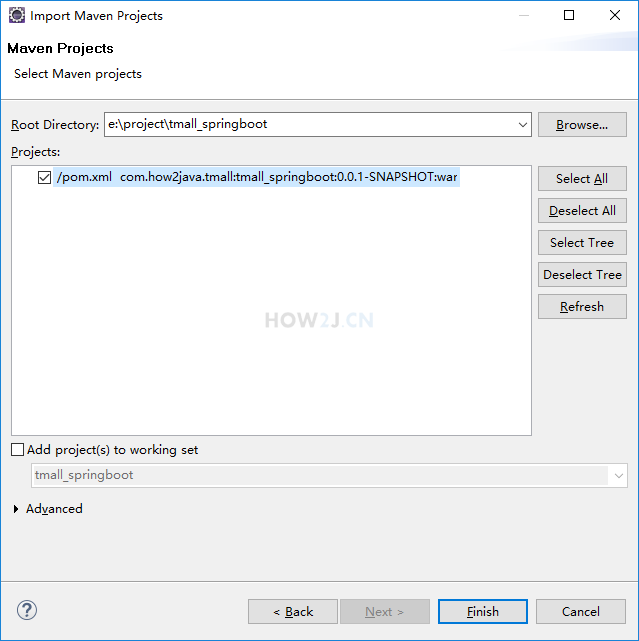 Import Maven Projects
Maven Projects
Select Maven projects
Root Directory: e:\project\tmall_springboot Browse...
Projects:
/pom.xml com.how2java.tmall:tmall_springboot:0.0.1-SNAPSHOT:war
Select All
Deselect All
Select Tree
Deselect Tree
Refresh
HOW2J.CN
Add project(s) to working set
tmall_springboot
Advanced
? < Back Next > Finish Cancel